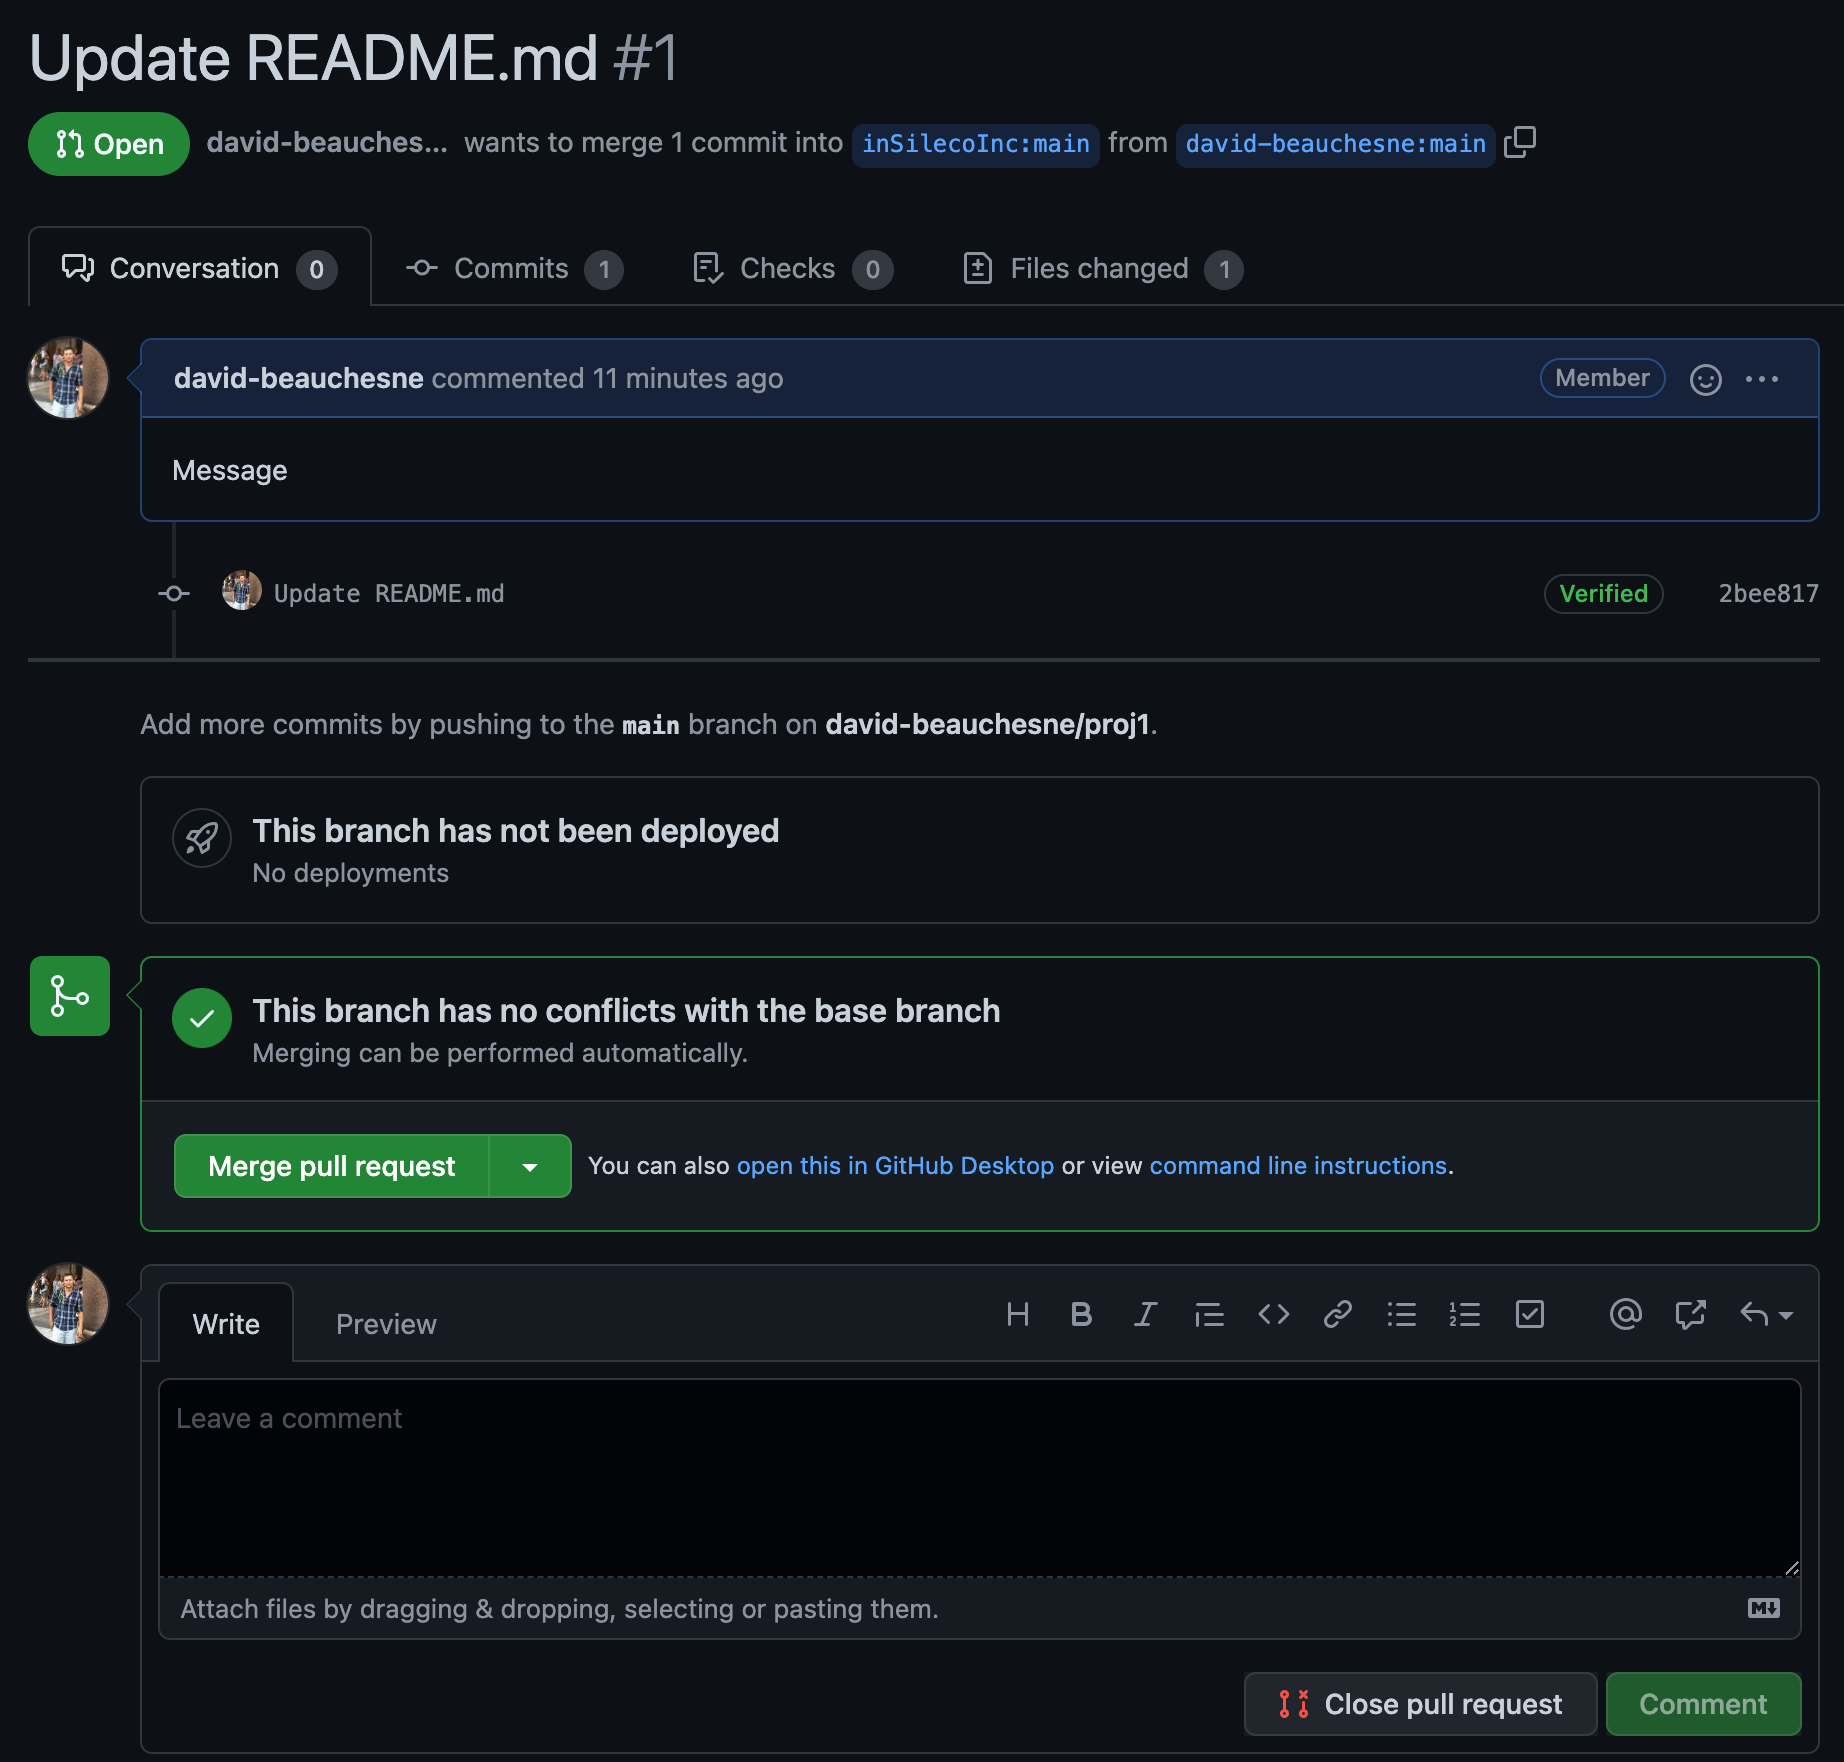 Update README.md #1
Open david-beauches... wants to merge 1 commit into inSilecoInc:main from david-beauchesne:main
Conversation 0 Commits 1 Checks 0 Files changed 1
david-beauchesne commented 11 minutes ago Member
Message
Update README.md Verified 2bee817
Add more commits by pushing to the main branch on david-beauchesne/proj1.
This branch has not been deployed
No deployments
This branch has no conflicts with the base branch
Merging can be performed automatically.
Merge pull request You can also open this in GitHub Desktop or view command line instructions.
Write Preview
Leave a comment
Attach files by dragging & dropping, selecting or pasting them.
Close pull request Comment